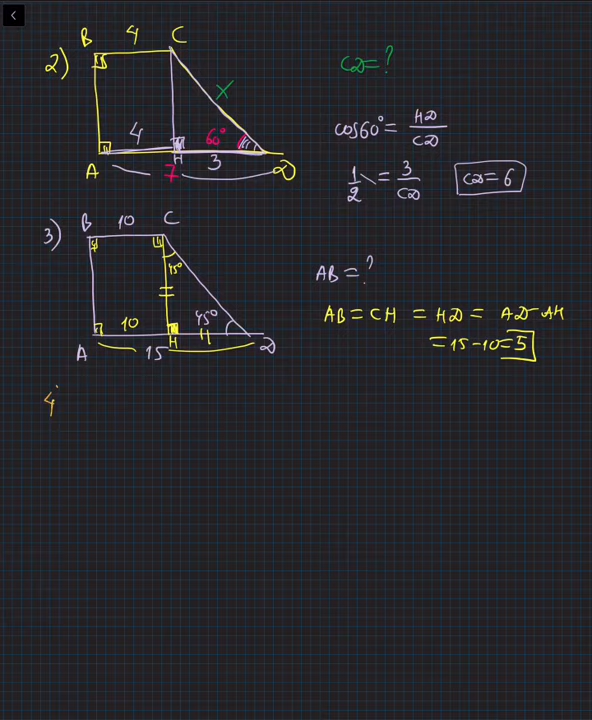 2)
B 4 C
x
4
60°
H
3
A 7 D
CD=?
cos60° = HD/CD
1/2 = 3/CD
CD=6
3)
B 10 C
45°
10
45°
H
A 15 D
AB=?
AB=CH = HD = AD-AH
= 15-10=5
4